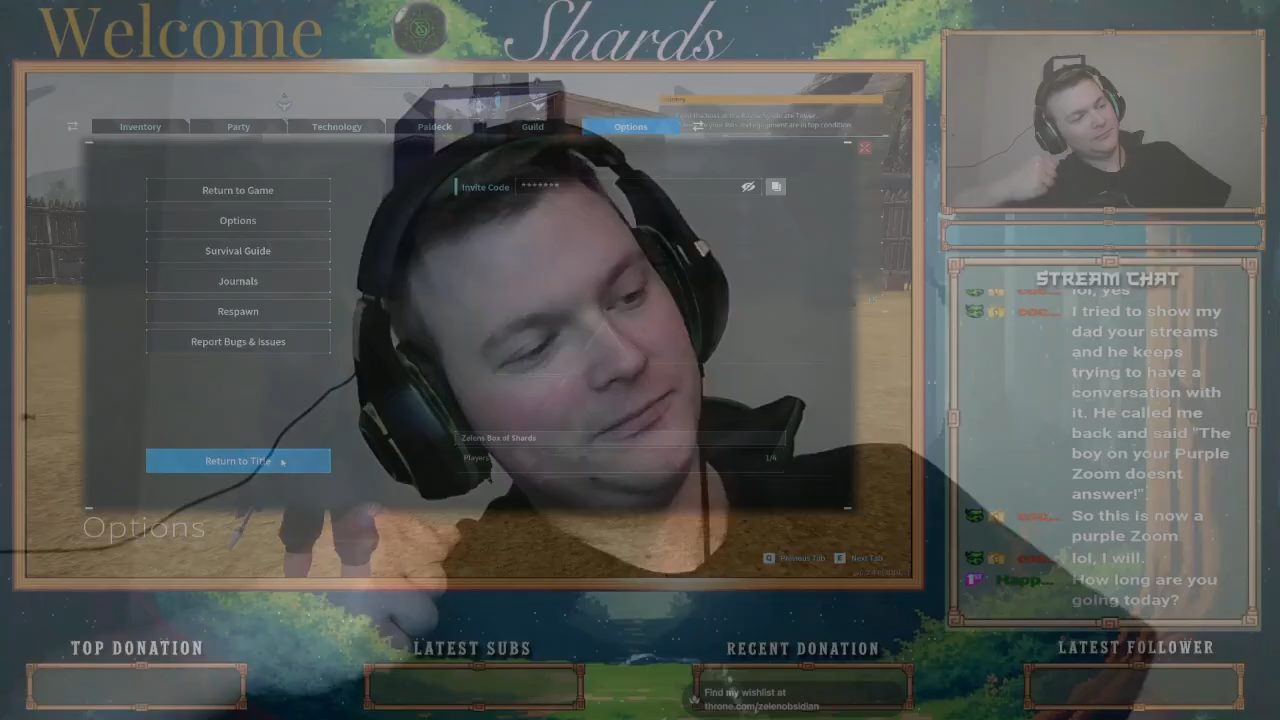 Welcome
Shards
Inventory
Party
Technology
Paldeck
Guild
Options
Return to Game
Options
Survival Guide
Journals
Respawn
Report Bugs & Issues
Return to Title
Invite Code
*******
Zelens Box of Shards
Players
1/4
Options
Q Previous Tab
E Next Tab
STREAM CHAT
lol, yes
I tried to show my
dad your streams
and he keeps
trying to have a
conversation with
it. He called me
back and said "The
boy on your Purple
Zoom doesnt
answer!"
So this is now a
purple Zoom
lol, I will.
Happ...
How long are you
going today?
TOP DONATION
LATEST SUBS
RECENT DONATION
LATEST FOLLOWER
Find my wishlist at
throne.com/zelenobsidian